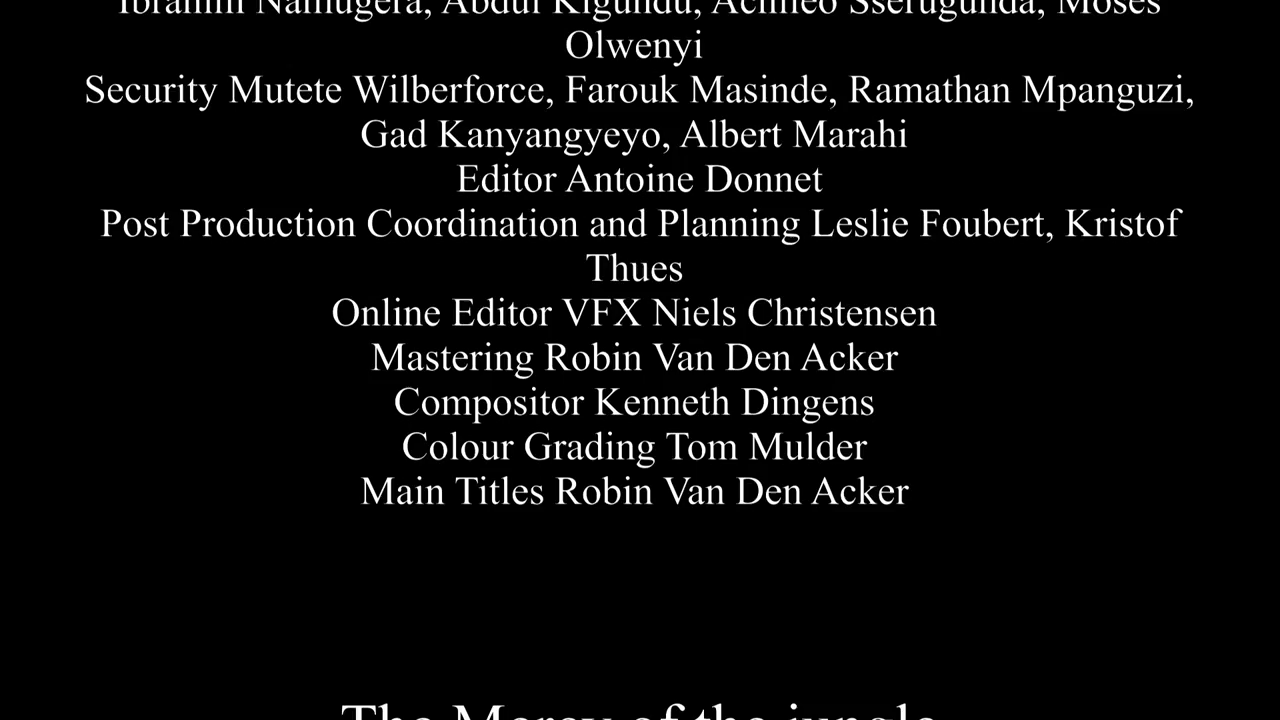 Ibrahim Namugera, Abdul Kigundu, Achileo Sserugunda, Moses
Olwenyi
Security Mutete Wilberforce, Farouk Masinde, Ramathan Mpanguzi,
Gad Kanyangyeyo, Albert Marahi
Editor Antoine Donnet
Post Production Coordination and Planning Leslie Foubert, Kristof
Thues
Online Editor VFX Niels Christensen
Mastering Robin Van Den Acker
Compositor Kenneth Dingens
Colour Grading Tom Mulder
Main Titles Robin Van Den Acker
The Mercy of the jungle